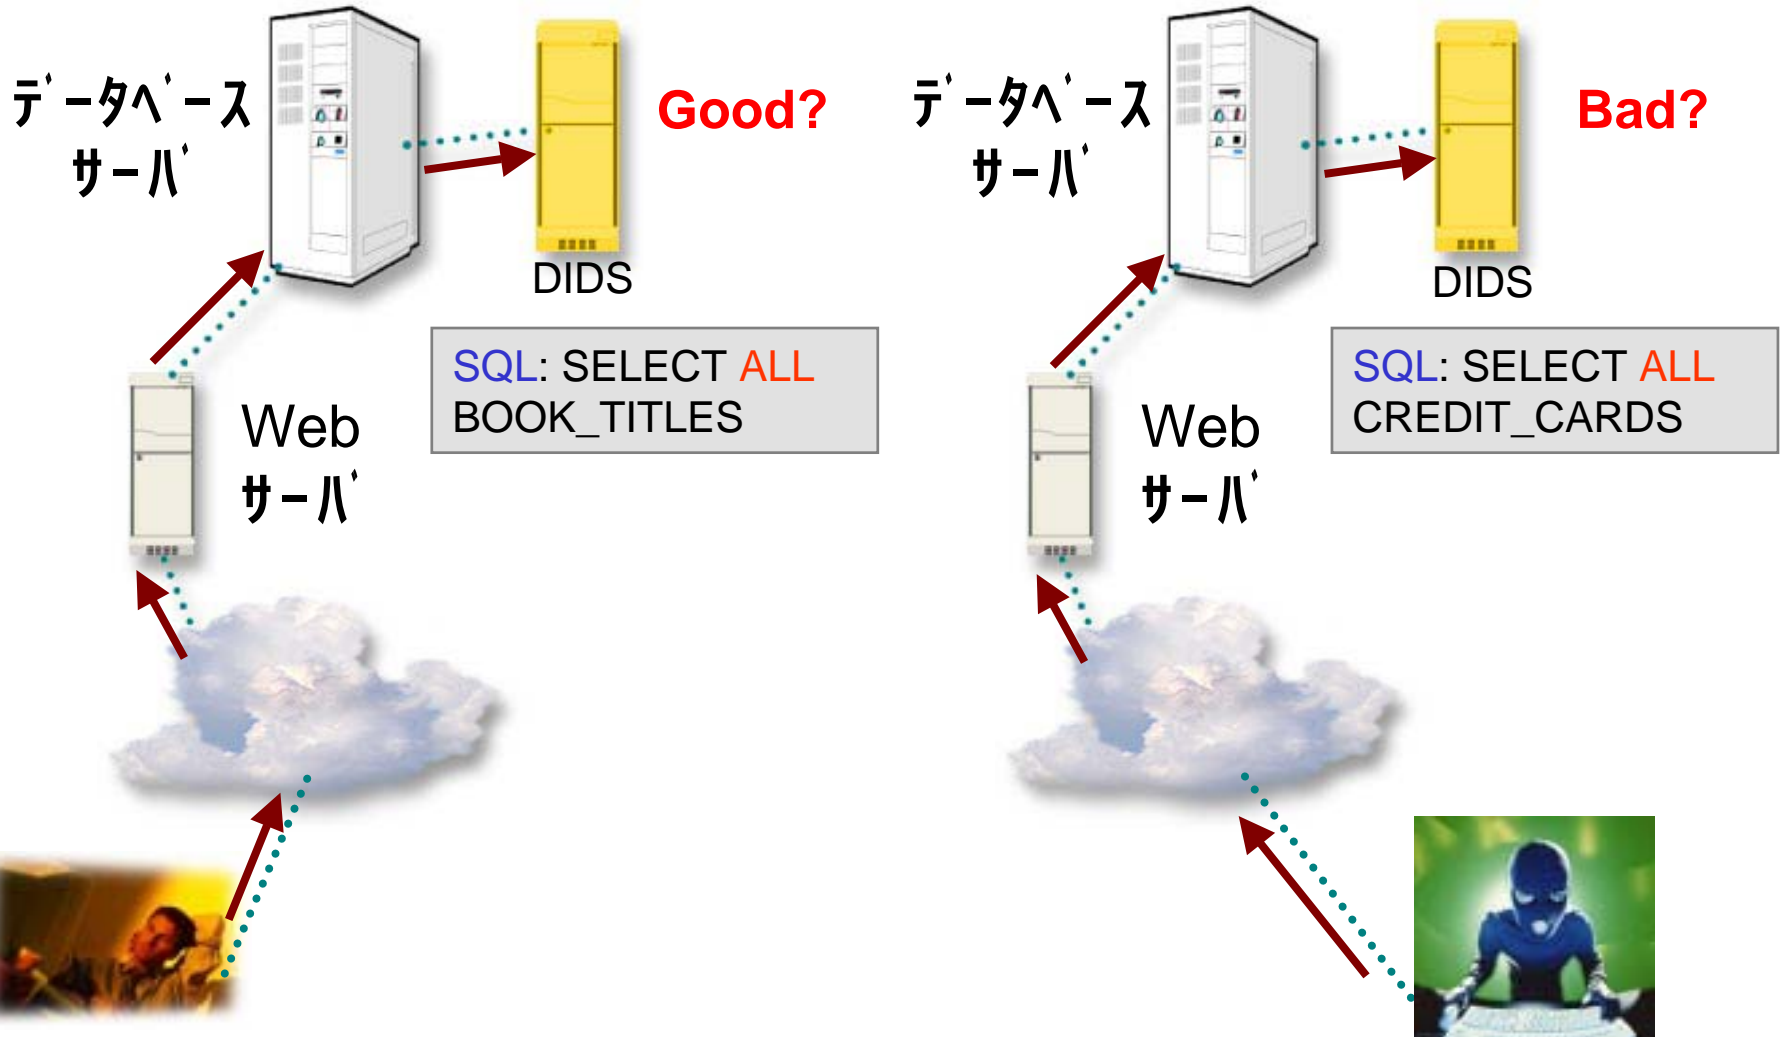 データベース
サーバ
Good?
DIDS
SQL: SELECT ALL
BOOK_TITLES
Web
サーバ
データベース
サーバ
Bad?
DIDS
SQL: SELECT ALL
CREDIT_CARDS
Web
サーバ